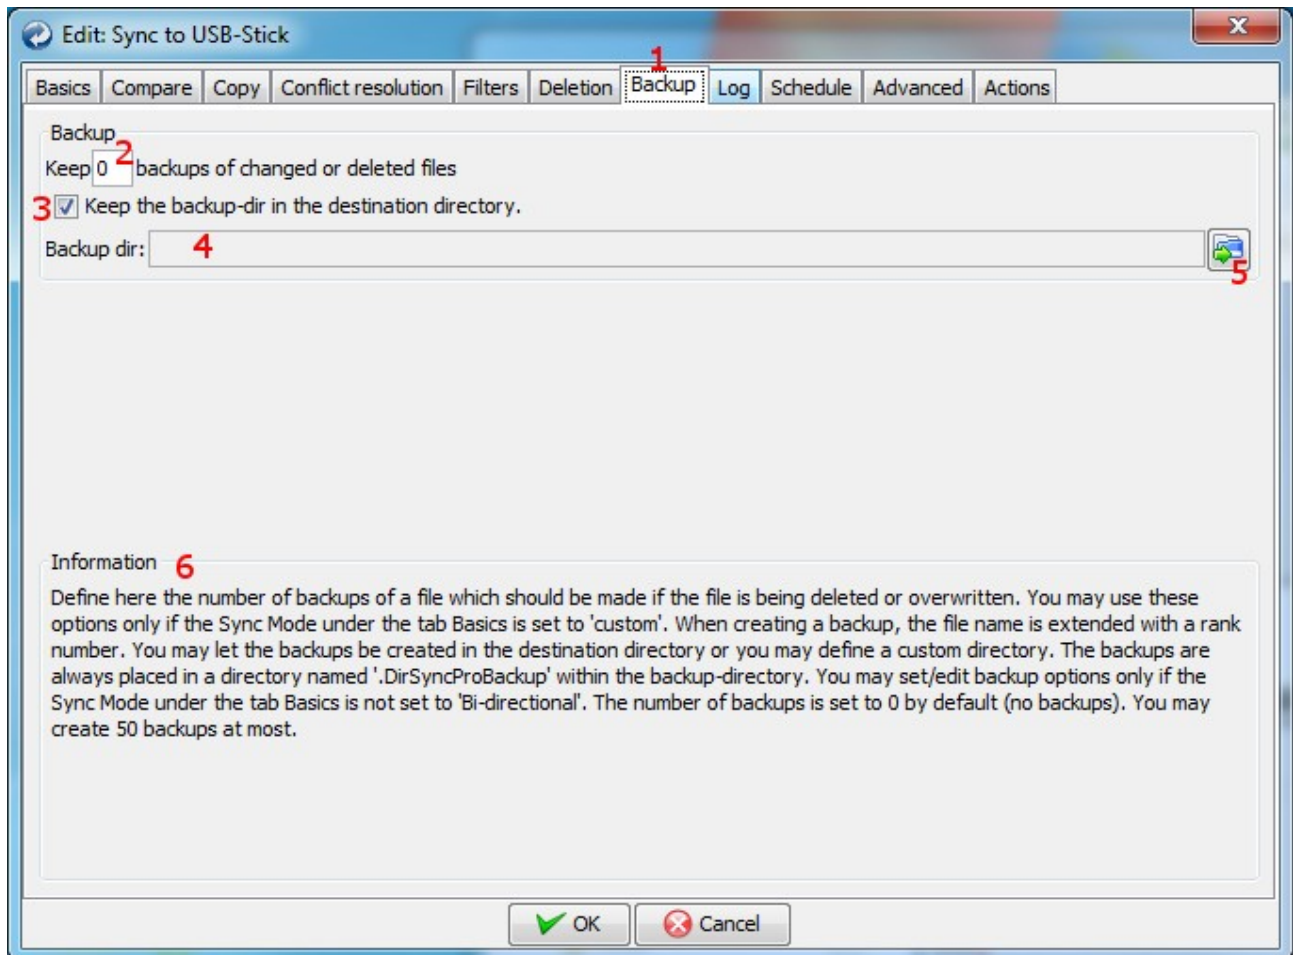 Edit: Sync to USB-Stick
X
1
Basics Compare Copy Conflict resolution Filters Deletion Backup Log Schedule Advanced Actions
Backup
2
Keep 0 backups of changed or deleted files
3 Keep the backup-dir in the destination directory.
Backup dir: 4
5
Information 6
Define here the number of backups of a file which should be made if the file is being deleted or overwritten. You may use these
options only if the Sync Mode under the tab Basics is set to 'custom'. When creating a backup, the file name is extended with a rank
number. You may let the backups be created in the destination directory or you may define a custom directory. The backups are
always placed in a directory named '.DirSyncProBackup' within the backup-directory. You may set/edit backup options only if the
Sync Mode under the tab Basics is not set to 'Bi-directional'. The number of backups is set to 0 by default (no backups). You may
create 50 backups at most.
OK Cancel